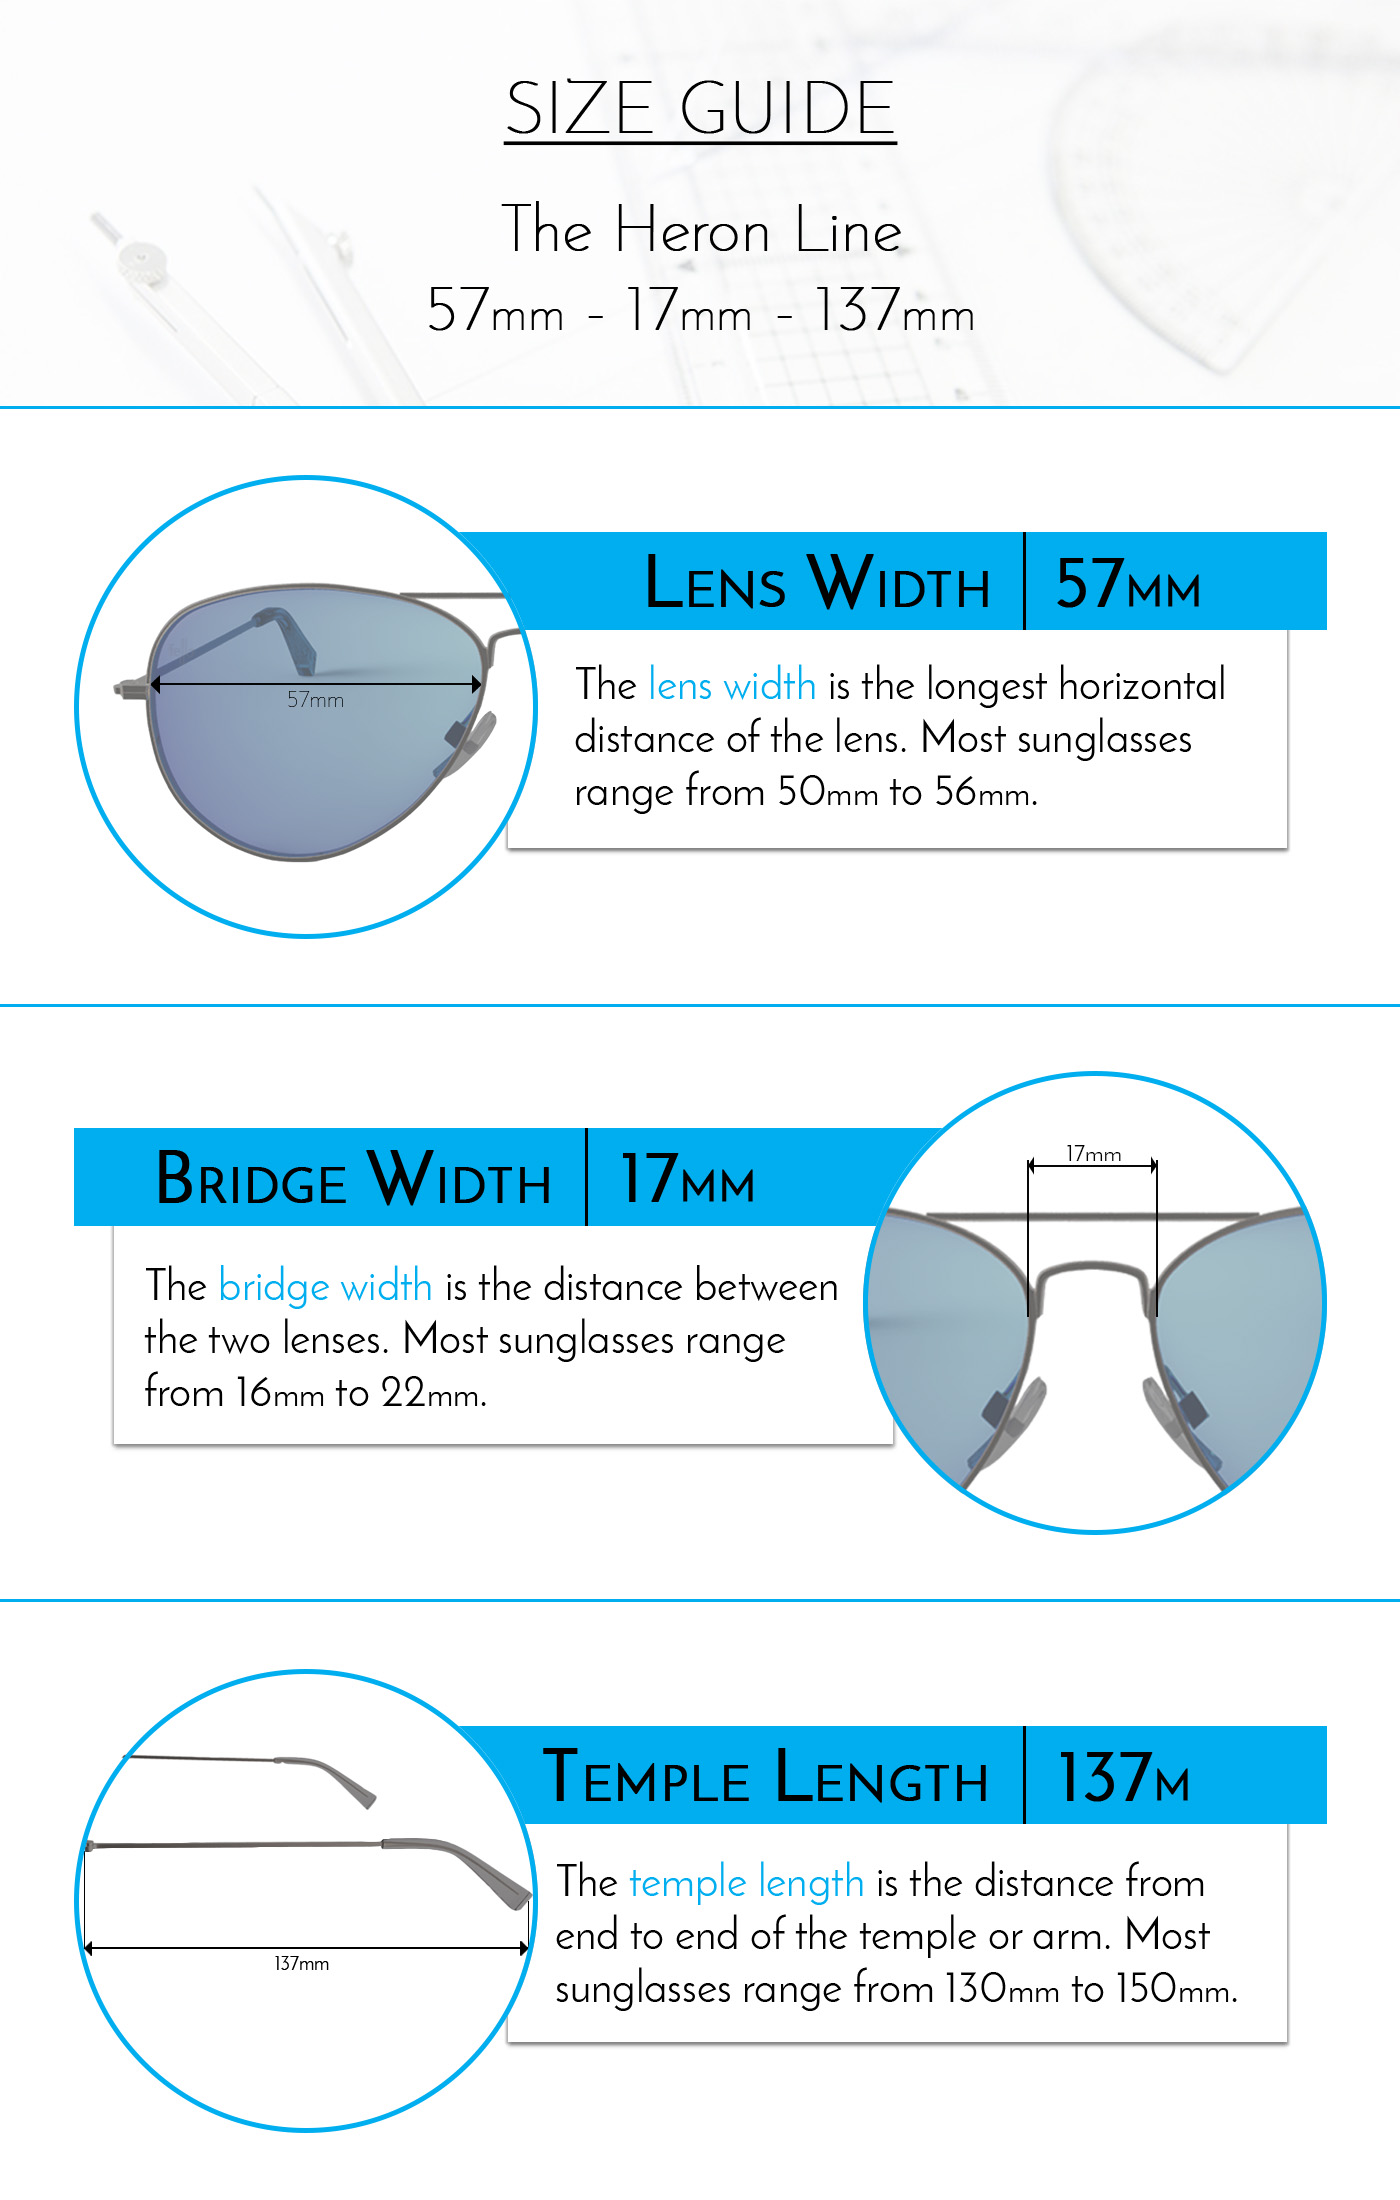 SIZE GUIDE
The Heron Line
57mm - 17mm - 137mm
LENS WIDTH 57MM
57mm
The lens width is the longest horizontal
distance of the lens. Most sunglasses
range from 50mm to 56mm.
BRIDGE WIDTH 17MM
17mm
The bridge width is the distance between
the two lenses. Most sunglasses range
from 16mm to 22mm.
TEMPLE LENGTH 137M
137mm
The temple length is the distance from
end to end of the temple or arm. Most
sunglasses range from 130mm to 150mm.